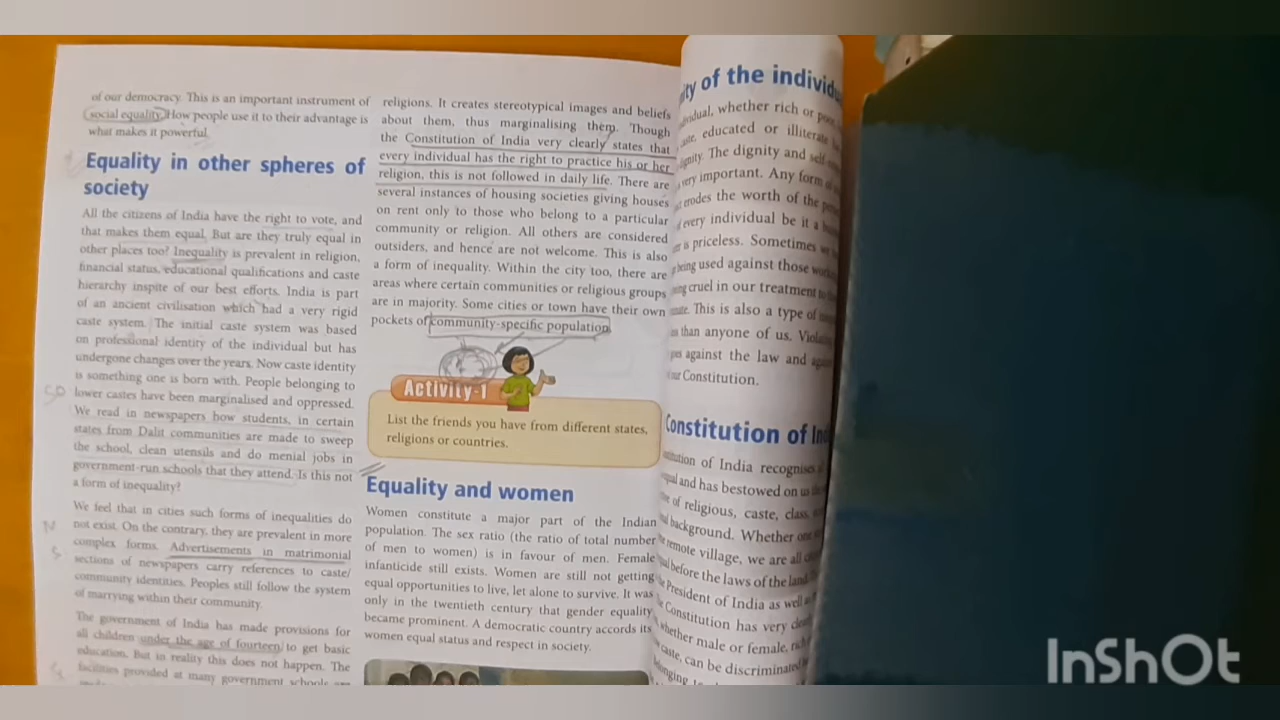 of our democracy. This is an important instrument of
social equality. How people use it to their advantage is
what makes it powerful.
Equality in other spheres of
society
All the citizens of India have the right to vote, and
that makes them equal. But are they truly equal in
other places too? Inequality is prevalent in religion,
financial status, educational qualifications and caste
hierarchy inspite of our best efforts. India is part
of an ancient civilisation which had a very rigid
caste system. The initial caste system was based
on professional identity of the individual but has
undergone changes over the years. Now caste identity
is something one is born with. People belonging to
lower castes have been marginalised and oppressed.
We read in newspapers how students, in certain
states from Dalit communities are made to sweep
the school, clean utensils and do menial jobs in
government-run schools that they attend. Is this not
a form of inequality?
We feel that in cities such forms of inequalities do
not exist. On the contrary, they are prevalent in more
complex forms. Advertisements in matrimonial
sections of newspapers carry references to caste/
community identities. Peoples still follow the system
of marrying within their community.
The government of India has made provisions for
all children under the age of fourteen to get basic
education. But in reality this does not happen. The
facilities provided at many government schools are
religions. It creates stereotypical images and beliefs
about them, thus marginalising them. Though
the Constitution of India very clearly states that
every individual has the right to practice his or her
religion, this is not followed in daily life. There are
several instances of housing societies giving houses
on rent only to those who belong to a particular
community or religion. All others are considered
outsiders, and hence are not welcome. This is also
a form of inequality. Within the city too, there are
areas where certain communities or religious groups
are in majority. Some cities or town have their own
pockets of community-specific population.
Activity-1
List the friends you have from different states,
religions or countries.
Equality and women
Women constitute a major part of the Indian
population. The sex ratio (the ratio of total number
of men to women) is in favour of men. Female
infanticide still exists. Women are still not getting
equal opportunities to live, let alone to survive. It was
only in the twentieth century that gender equality
became prominent. A democratic country accords its
women equal status and respect in society.
of the individual
whether rich or poor,
educated or illiterate
The dignity and self
very important. Any form
erodes the worth of the
every individual be it a
is priceless. Sometimes
being used against those
cruel in our treatment
This is also a type of
than anyone of us.
against the law and
Constitution.
Constitution of
of India recognises
and has bestowed on us
of religious, caste, class,
background. Whether one
remote village, we are all
before the laws of the land.
President of India as well
Constitution has very
whether male or female,
caste, can be discriminated
InShOt